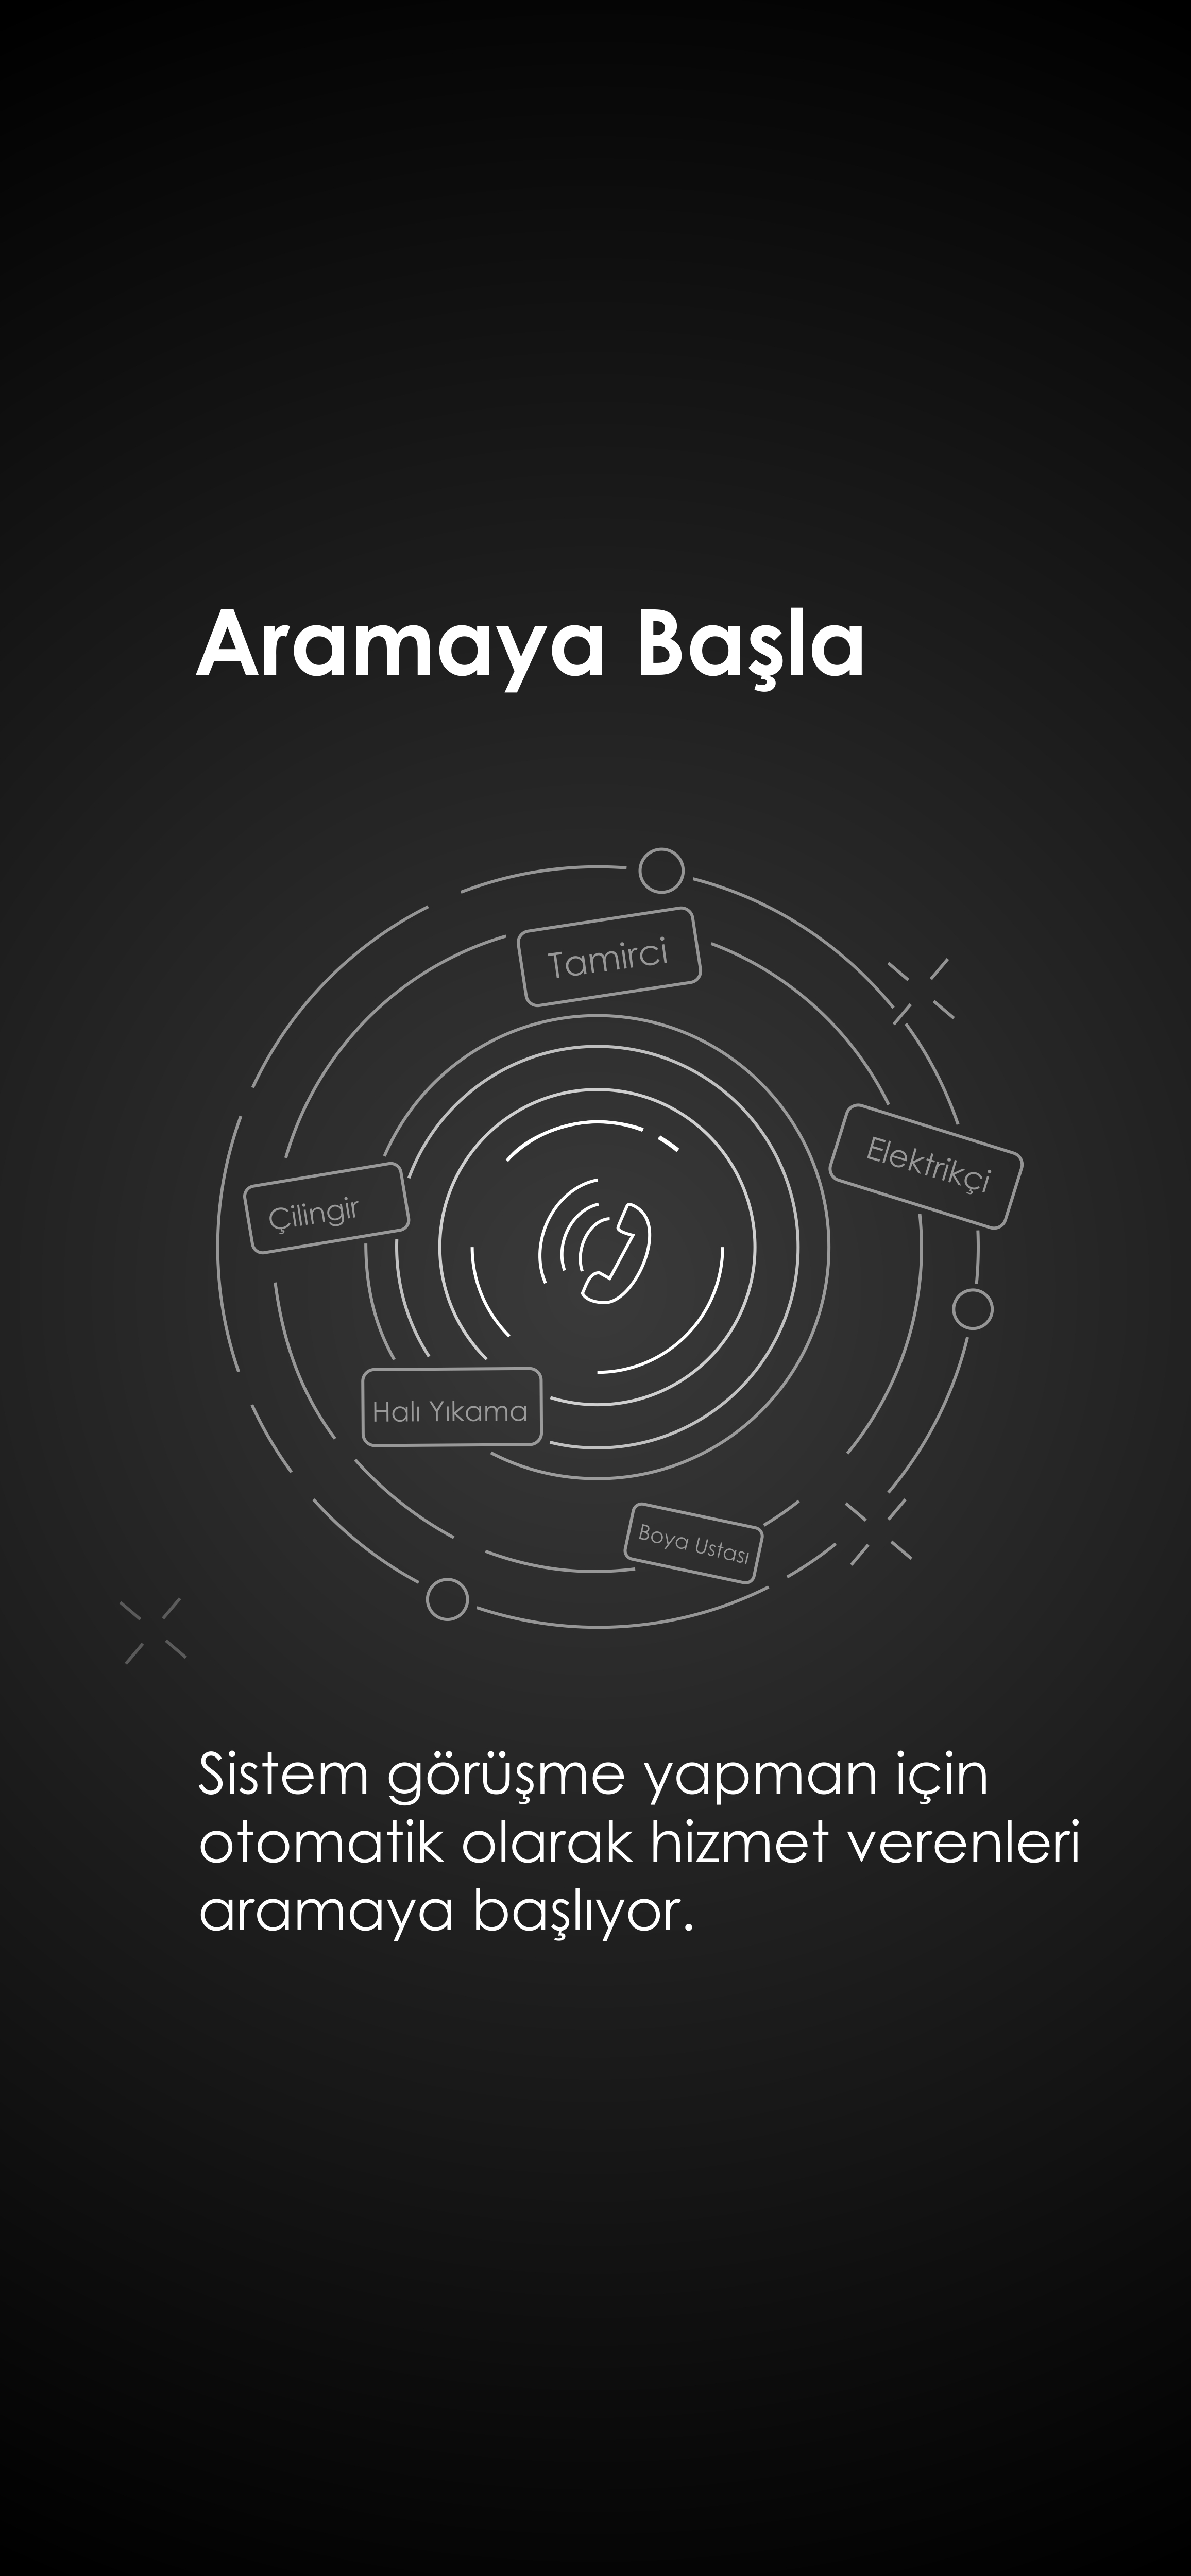 Aramaya Başla
Tamirci
Elektrikçi
Çilingir
Halı Yıkama
Boya Ustası
Sistem görüşme yapman için
otomatik olarak hizmet verenleri
aramaya başlıyor.